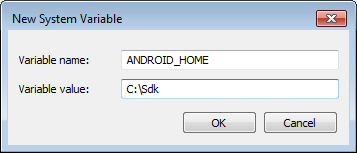 New System Variable
Variable name: ANDROID_HOME
Variable value: C:\Sdk
OK Cancel